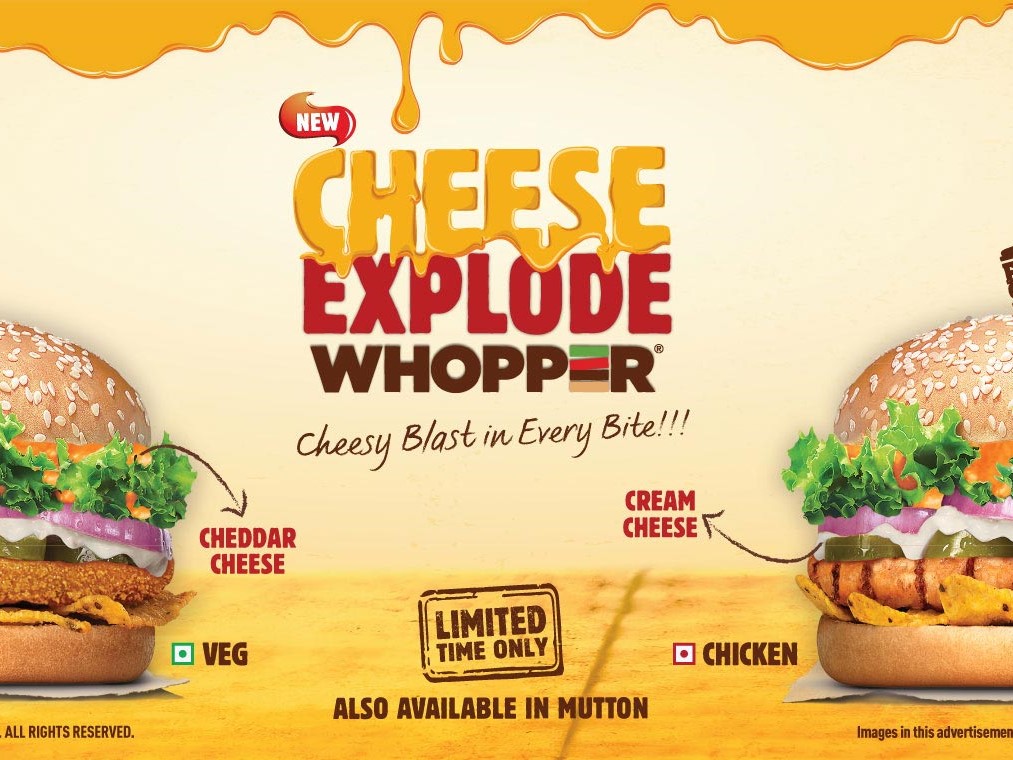 NEW
CHEESE
EXPLODE
WHOPPER®
Cheesy Blast in Every Bite!!!
CHEDDAR
CHEESE
CREAM
CHEESE
LIMITED
TIME ONLY
VEG
CHICKEN
ALSO AVAILABLE IN MUTTON
. ALL RIGHTS RESERVED.
Images in this advertisemen